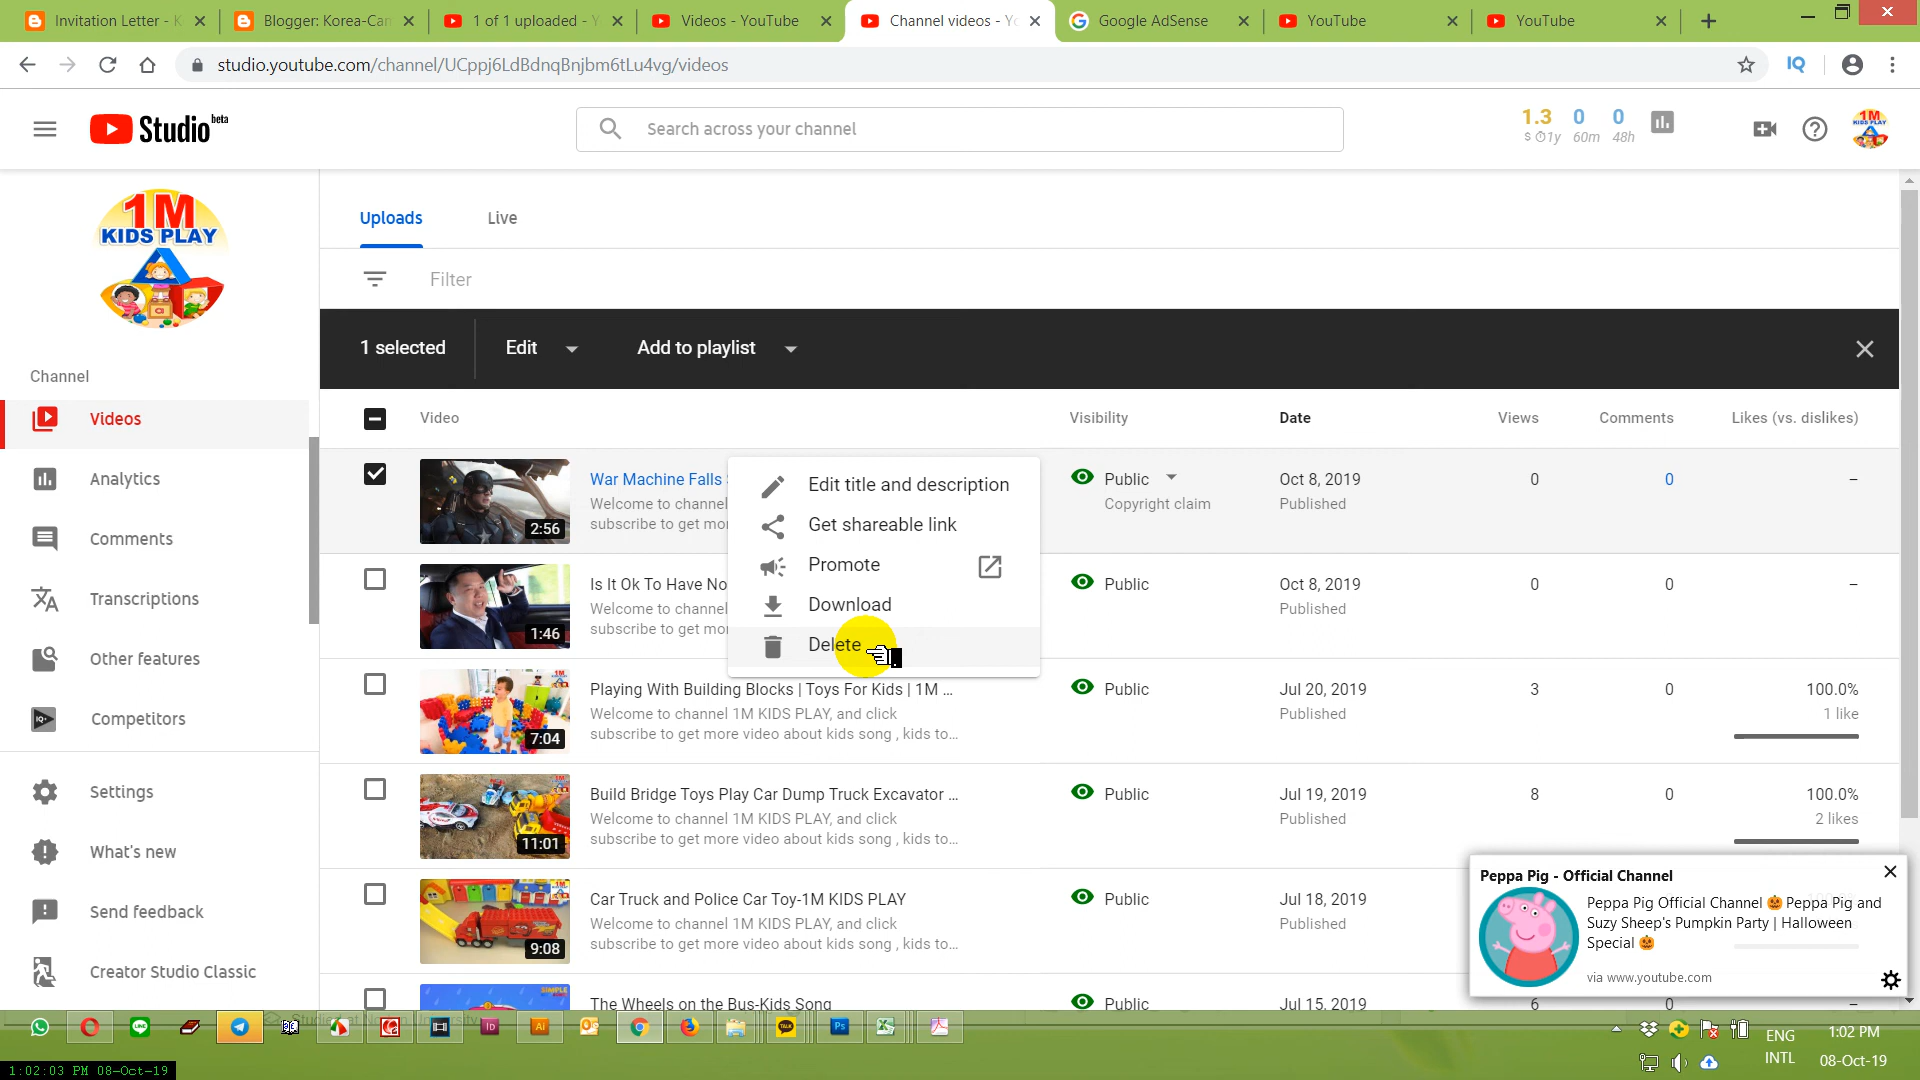 Invitation Letter - K
Blogger: Korea-Can
1 of 1 uploaded - Y
Videos - YouTube
Channel videos - Yo
Google AdSense
YouTube
YouTube
studio.youtube.com/channel/UCppj6LdBdnqBnjbm6tLu4vg/videos
IQ
Studio beta
Search across your channel
1.3 0 0
$ 1y 60m 48h
1M
KIDS PLAY
Uploads
Live
Filter
1 selected
Edit
Add to playlist
Channel
Videos
Analytics
Comments
Transcriptions
Other features
Competitors
Settings
What's new
Send feedback
Creator Studio Classic
Video
Visibility
Date
Views
Comments
Likes (vs. dislikes)
2:56
War Machine Falls
Welcome to channel
subscribe to get mo
Public
Copyright claim
Oct 8, 2019
Published
0
0
–
Edit title and description
Get shareable link
Promote
Download
Delete
1:46
Is It Ok To Have No
Welcome to channel
subscribe to get mo
Public
Oct 8, 2019
Published
0
0
–
7:04
Playing With Building Blocks | Toys For Kids | 1M ...
Welcome to channel 1M KIDS PLAY, and click
subscribe to get more video about kids song , kids to...
Public
Jul 20, 2019
Published
3
0
100.0%
1 like
11:01
Build Bridge Toys Play Car Dump Truck Excavator ...
Welcome to channel 1M KIDS PLAY, and click
subscribe to get more video about kids song , kids to...
Public
Jul 19, 2019
Published
8
0
100.0%
2 likes
9:08
Car Truck and Police Car Toy-1M KIDS PLAY
Welcome to channel 1M KIDS PLAY, and click
subscribe to get more video about kids song , kids to...
Public
Jul 18, 2019
Published
The Wheels on the Bus-Kids Song
Public
Jul 15, 2019
6
0
–
Peppa Pig - Official Channel
Peppa Pig Official Channel 🎃 Peppa Pig and
Suzy Sheep's Pumpkin Party | Halloween
Special 🎃
via www.youtube.com
ENG
INTL
1:02 PM
08-Oct-19
1:02:03 PM 08-Oct-19